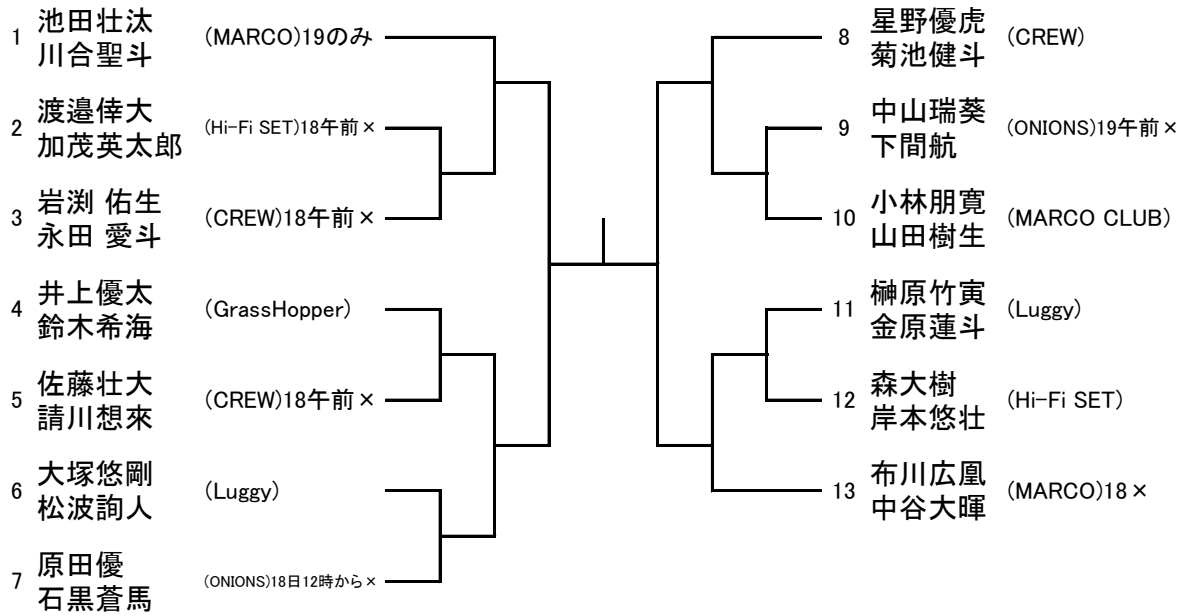 1 池田壮汰
川合聖斗 (MARCO)19のみ
2 渡邉倖大
加茂英太郎 (Hi-Fi SET)18午前×
3 岩渕 佑生
永田 愛斗 (CREW)18午前×
4 井上優太
鈴木希海 (GrassHopper)
5 佐藤壮大
請川想來 (CREW)18午前×
6 大塚悠剛
松波詢人 (Luggy)
7 原田優
石黒蒼馬 (ONIONS)18日12時から×
8 星野優虎
菊池健斗 (CREW)
9 中山瑞葵
下間航 (ONIONS)19午前×
10 小林朋寛
山田樹生 (MARCO CLUB)
11 榊原竹寅
金原蓮斗 (Luggy)
12 森大樹
岸本悠壮 (Hi-Fi SET)
13 布川広凰
中谷大暉 (MARCO)18×